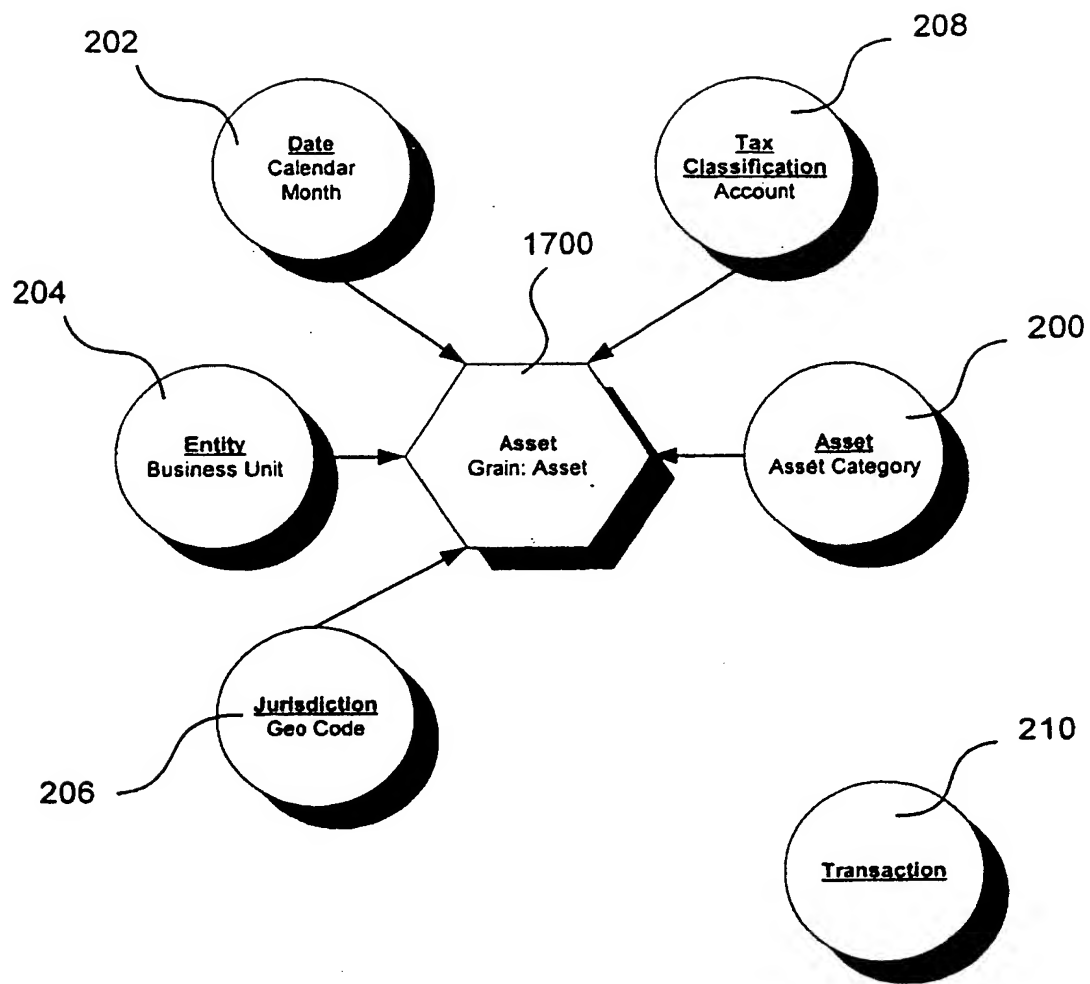 202
208
Date
Calendar
Month
Tax
Classification
Account
1700
204
200
Entity
Business Unit
Asset
Grain: Asset
Asset
Asset Category
Jurisdiction
Geo Code
206
210
Transaction